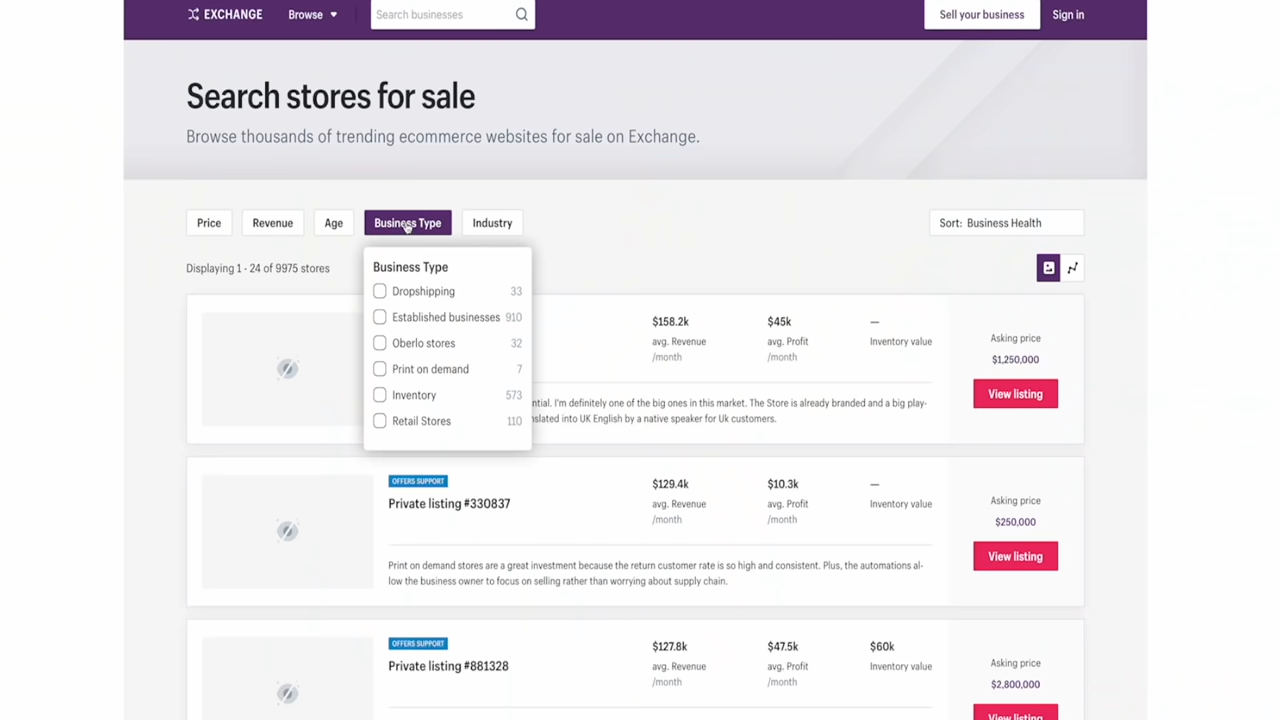 EXCHANGE
Browse
Search businesses
Sell your business
Sign in
Search stores for sale
Browse thousands of trending ecommerce websites for sale on Exchange.
Price
Revenue
Age
Business Type
Industry
Sort: Business Health
Displaying 1 - 24 of 9975 stores
Business Type
Dropshipping 33
Established businesses 910
Oberlo stores 32
Print on demand 7
Inventory 573
Retail Stores 110
$158.2k
avg. Revenue
/month
$45k
avg. Profit
/month
—
Inventory value
ntial. I'm definitely one of the big ones in this market. The Store is already branded and a big play-
nslated into UK English by a native speaker for Uk customers.
Asking price
$1,250,000
View listing
OFFERS SUPPORT
Private listing #330837
$129.4k
avg. Revenue
/month
$10.3k
avg. Profit
/month
—
Inventory value
Print on demand stores are a great investment because the return customer rate is so high and consistent. Plus, the automations al-
low the business owner to focus on selling rather than worrying about supply chain.
Asking price
$250,000
View listing
OFFERS SUPPORT
Private listing #881328
$127.8k
avg. Revenue
/month
$47.5k
avg. Profit
/month
$60k
Inventory value
Asking price
$2,800,000
View listing